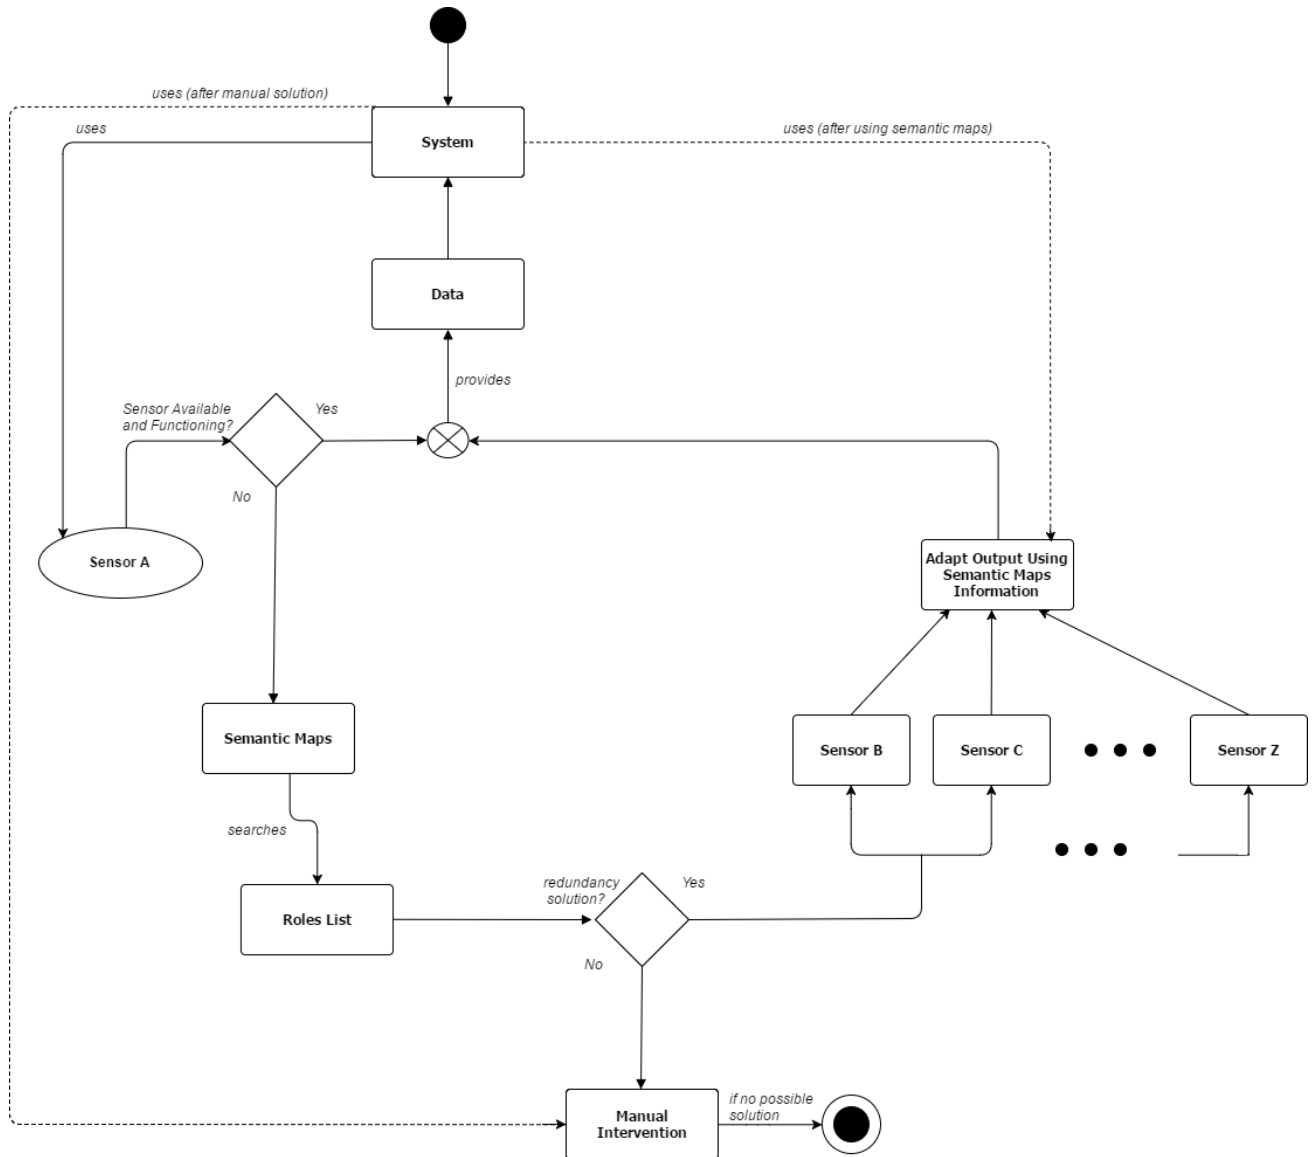 uses (after manual solution)
uses
System
uses (after using semantic maps)
Data
provides
Sensor Available
and Functioning?
Yes
No
Sensor A
Adapt Output Using
Semantic Maps
Information
Semantic Maps
Sensor B
Sensor C
Sensor Z
searches
Roles List
redundancy
solution?
Yes
No
Manual
Intervention
if no possible
solution